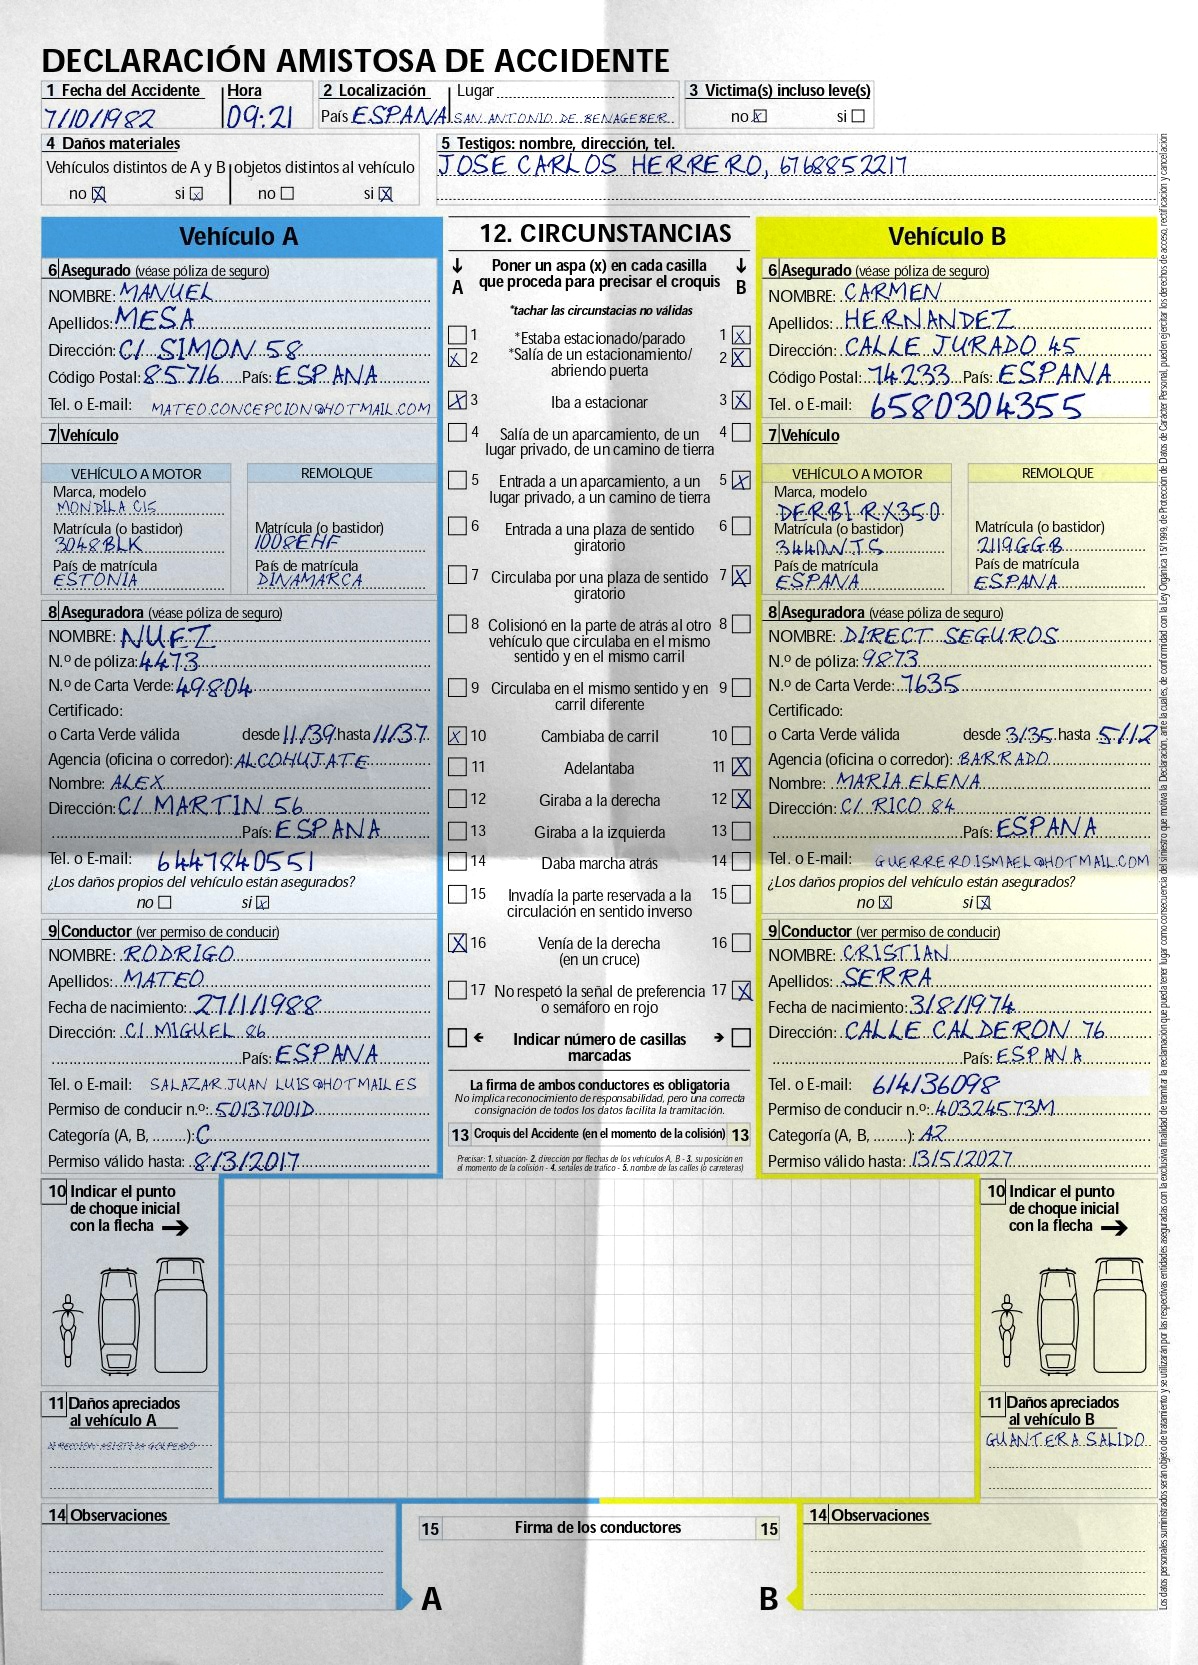 DECLARACIÓN AMISTOSA DE ACCIDENTE
1 Fecha del Accidente Hora 2 Localización Lugar 3 Victima(s) incluso leve(s)
7/10/1982 09:21 País ESPANA SAN ANTONIO DE BENAGEBER no X si
4 Daños materiales
Vehículos distintos de A y B objetos distintos al vehículo
no X si X no si X
5 Testigos: nombre, dirección, tel.
JOSE CARLOS HERRERO, 6768852217
Vehículo A
6 Asegurado (véase póliza de seguro)
NOMBRE: MANUEL
Apellidos: MESA
Dirección: C/ SIMON 58
Código Postal: 85716 País: ESPANA
Tel. o E-mail: MATEO.CONCEPCION@HOTMAIL.COM
7 Vehículo
VEHÍCULO A MOTOR REMOLQUE
Marca, modelo
MONDILA C15
Matrícula (o bastidor) Matrícula (o bastidor)
3048BLK 1008EHF
País de matrícula País de matrícula
ESTONIA DINAMARCA
8 Aseguradora (véase póliza de seguro)
NOMBRE: NUEZ
N.º de póliza: 4473
N.º de Carta Verde: 49804
Certificado:
o Carta Verde válida desde 11/39 hasta 11/37
Agencia (oficina o corredor): ALCOHUJATE
Nombre: ALEX
Dirección: C/ MARTIN 56
País: ESPANA
Tel. o E-mail: 6447840551
¿Los daños propios del vehículo están asegurados?
no si X
9 Conductor (ver permiso de conducir)
NOMBRE: RODRIGO
Apellidos: MATEO
Fecha de nacimiento: 27/1/1988
Dirección: C/ MIGUEL 86
País: ESPANA
Tel. o E-mail: SALAZAR.JUAN LUIS@HOTMAIL.ES
Permiso de conducir n.º: 50137001D
Categoría (A, B, ........): C
Permiso válido hasta: 8/3/2017
12. CIRCUNSTANCIAS
A Poner un aspa (x) en cada casilla que proceda para precisar el croquis B
*tachar las circunstacias no válidas
1 *Estaba estacionado/parado 1 X
X 2 *Salía de un estacionamiento/ abriendo puerta 2 X
X 3 Iba a estacionar 3 X
4 Salía de un aparcamiento, de un lugar privado, de un camino de tierra 4
5 Entrada a un aparcamiento, a un lugar privado, a un camino de tierra 5 X
6 Entrada a una plaza de sentido giratorio 6
7 Circulaba por una plaza de sentido giratorio 7 X
8 Colisionó en la parte de atrás al otro vehículo que circulaba en el mismo sentido y en el mismo carril 8
9 Circulaba en el mismo sentido y en carril diferente 9
X 10 Cambiaba de carril 10
11 Adelantaba 11 X
12 Giraba a la derecha 12 X
13 Giraba a la izquierda 13
14 Daba marcha atrás 14
15 Invadía la parte reservada a la circulación en sentido inverso 15
X 16 Venía de la derecha (en un cruce) 16
17 No respetó la señal de preferencia o semáforo en rojo 17 X
Indicar número de casillas marcadas
La firma de ambos conductores es obligatoria
No implica reconocimiento de responsabilidad, pero una correcta
consignación de todos los datos facilita la tramitación.
13 Croquis del Accidente (en el momento de la colisión) 13
Precisar: 1. situación- 2. dirección por flechas de los vehículos A, B - 3. su posición en
el momento de la colisión - 4. señales de tráfico - 5. nombre de las calles (o carreteras)
Vehículo B
6 Asegurado (véase póliza de seguro)
NOMBRE: CARMEN
Apellidos: HERNANDEZ
Dirección: CALLE JURADO 45
Código Postal: 74233 País: ESPANA
Tel. o E-mail: 6580304355
7 Vehículo
VEHÍCULO A MOTOR REMOLQUE
Marca, modelo
DERBI RX350
Matrícula (o bastidor) Matrícula (o bastidor)
3440WTS 2119GGB
País de matrícula País de matrícula
ESPANA ESPANA
8 Aseguradora (véase póliza de seguro)
NOMBRE: DIRECT SEGUROS
N.º de póliza: 9873
N.º de Carta Verde: 7635
Certificado:
o Carta Verde válida desde 3/35 hasta 5/12
Agencia (oficina o corredor): BARRADO
Nombre: MARIA ELENA
Dirección: C/ RICO 84
País: ESPANA
Tel. o E-mail: GUERRERO.ISMAEL@HOTMAIL.COM
¿Los daños propios del vehículo están asegurados?
no X si X
9 Conductor (ver permiso de conducir)
NOMBRE: CRISTIAN
Apellidos: SERRA
Fecha de nacimiento: 3/8/1974
Dirección: CALLE CALDERON 76
País: ESPANA
Tel. o E-mail: 614136098
Permiso de conducir n.º: 40324573M
Categoría (A, B, ........): A2
Permiso válido hasta: 13/5/2027
10 Indicar el punto de choque inicial con la flecha
10 Indicar el punto de choque inicial con la flecha
11 Daños apreciados al vehículo A
DIRECCION ASISTIDA GOLPEADO
11 Daños apreciados al vehículo B
GUANTERA SALIDO
14 Observaciones
15 Firma de los conductores 15
A B
14 Observaciones
Los datos personales suministrados serán objeto de tratamiento y se utilizarán por las respectivas entidades aseguradas con la exclusiva finalidad de tramitar la reclamación que pueda tener lugar como consecuencia del siniestro que motiva la Declaración, ante la cuales, de conformidad con la Ley Orgánica 15/1999, de Protección de Datos de Carácter Personal, pueden ejercitar los derechos de acceso, rectificación y cancelación